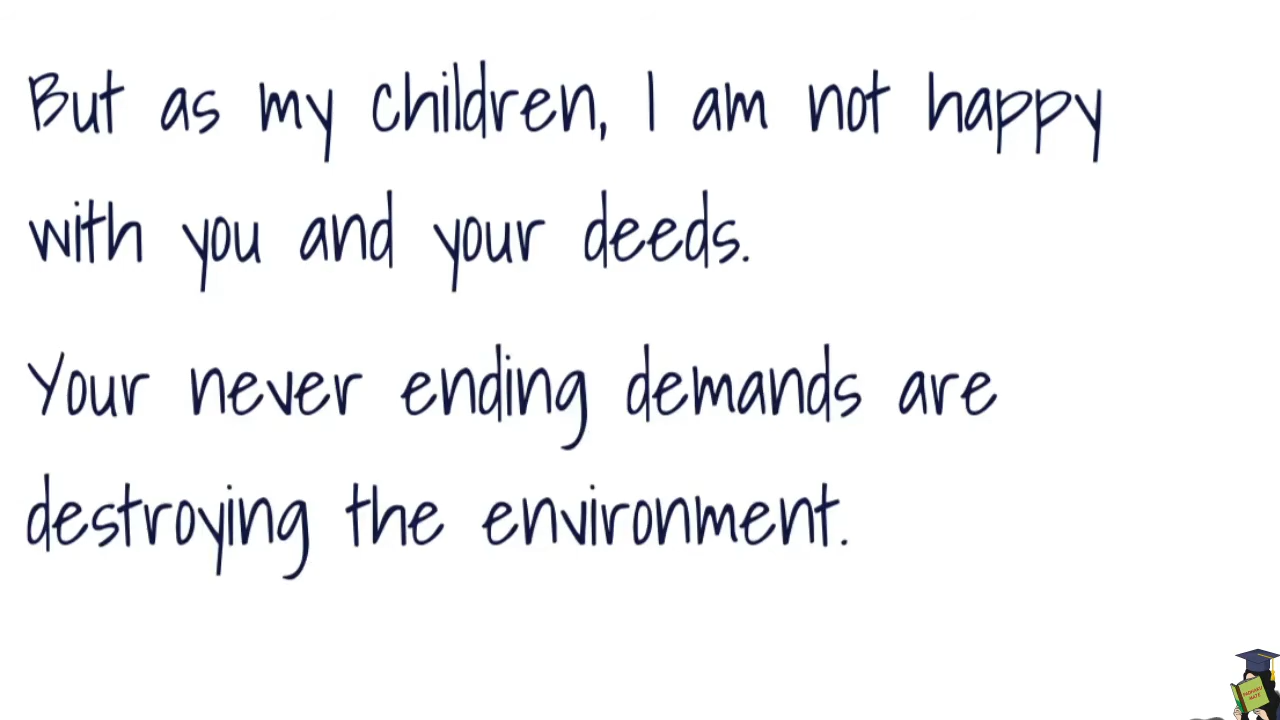 But as my children, I am not happy
with you and your deeds.
Your never ending demands are
destroying the environment.